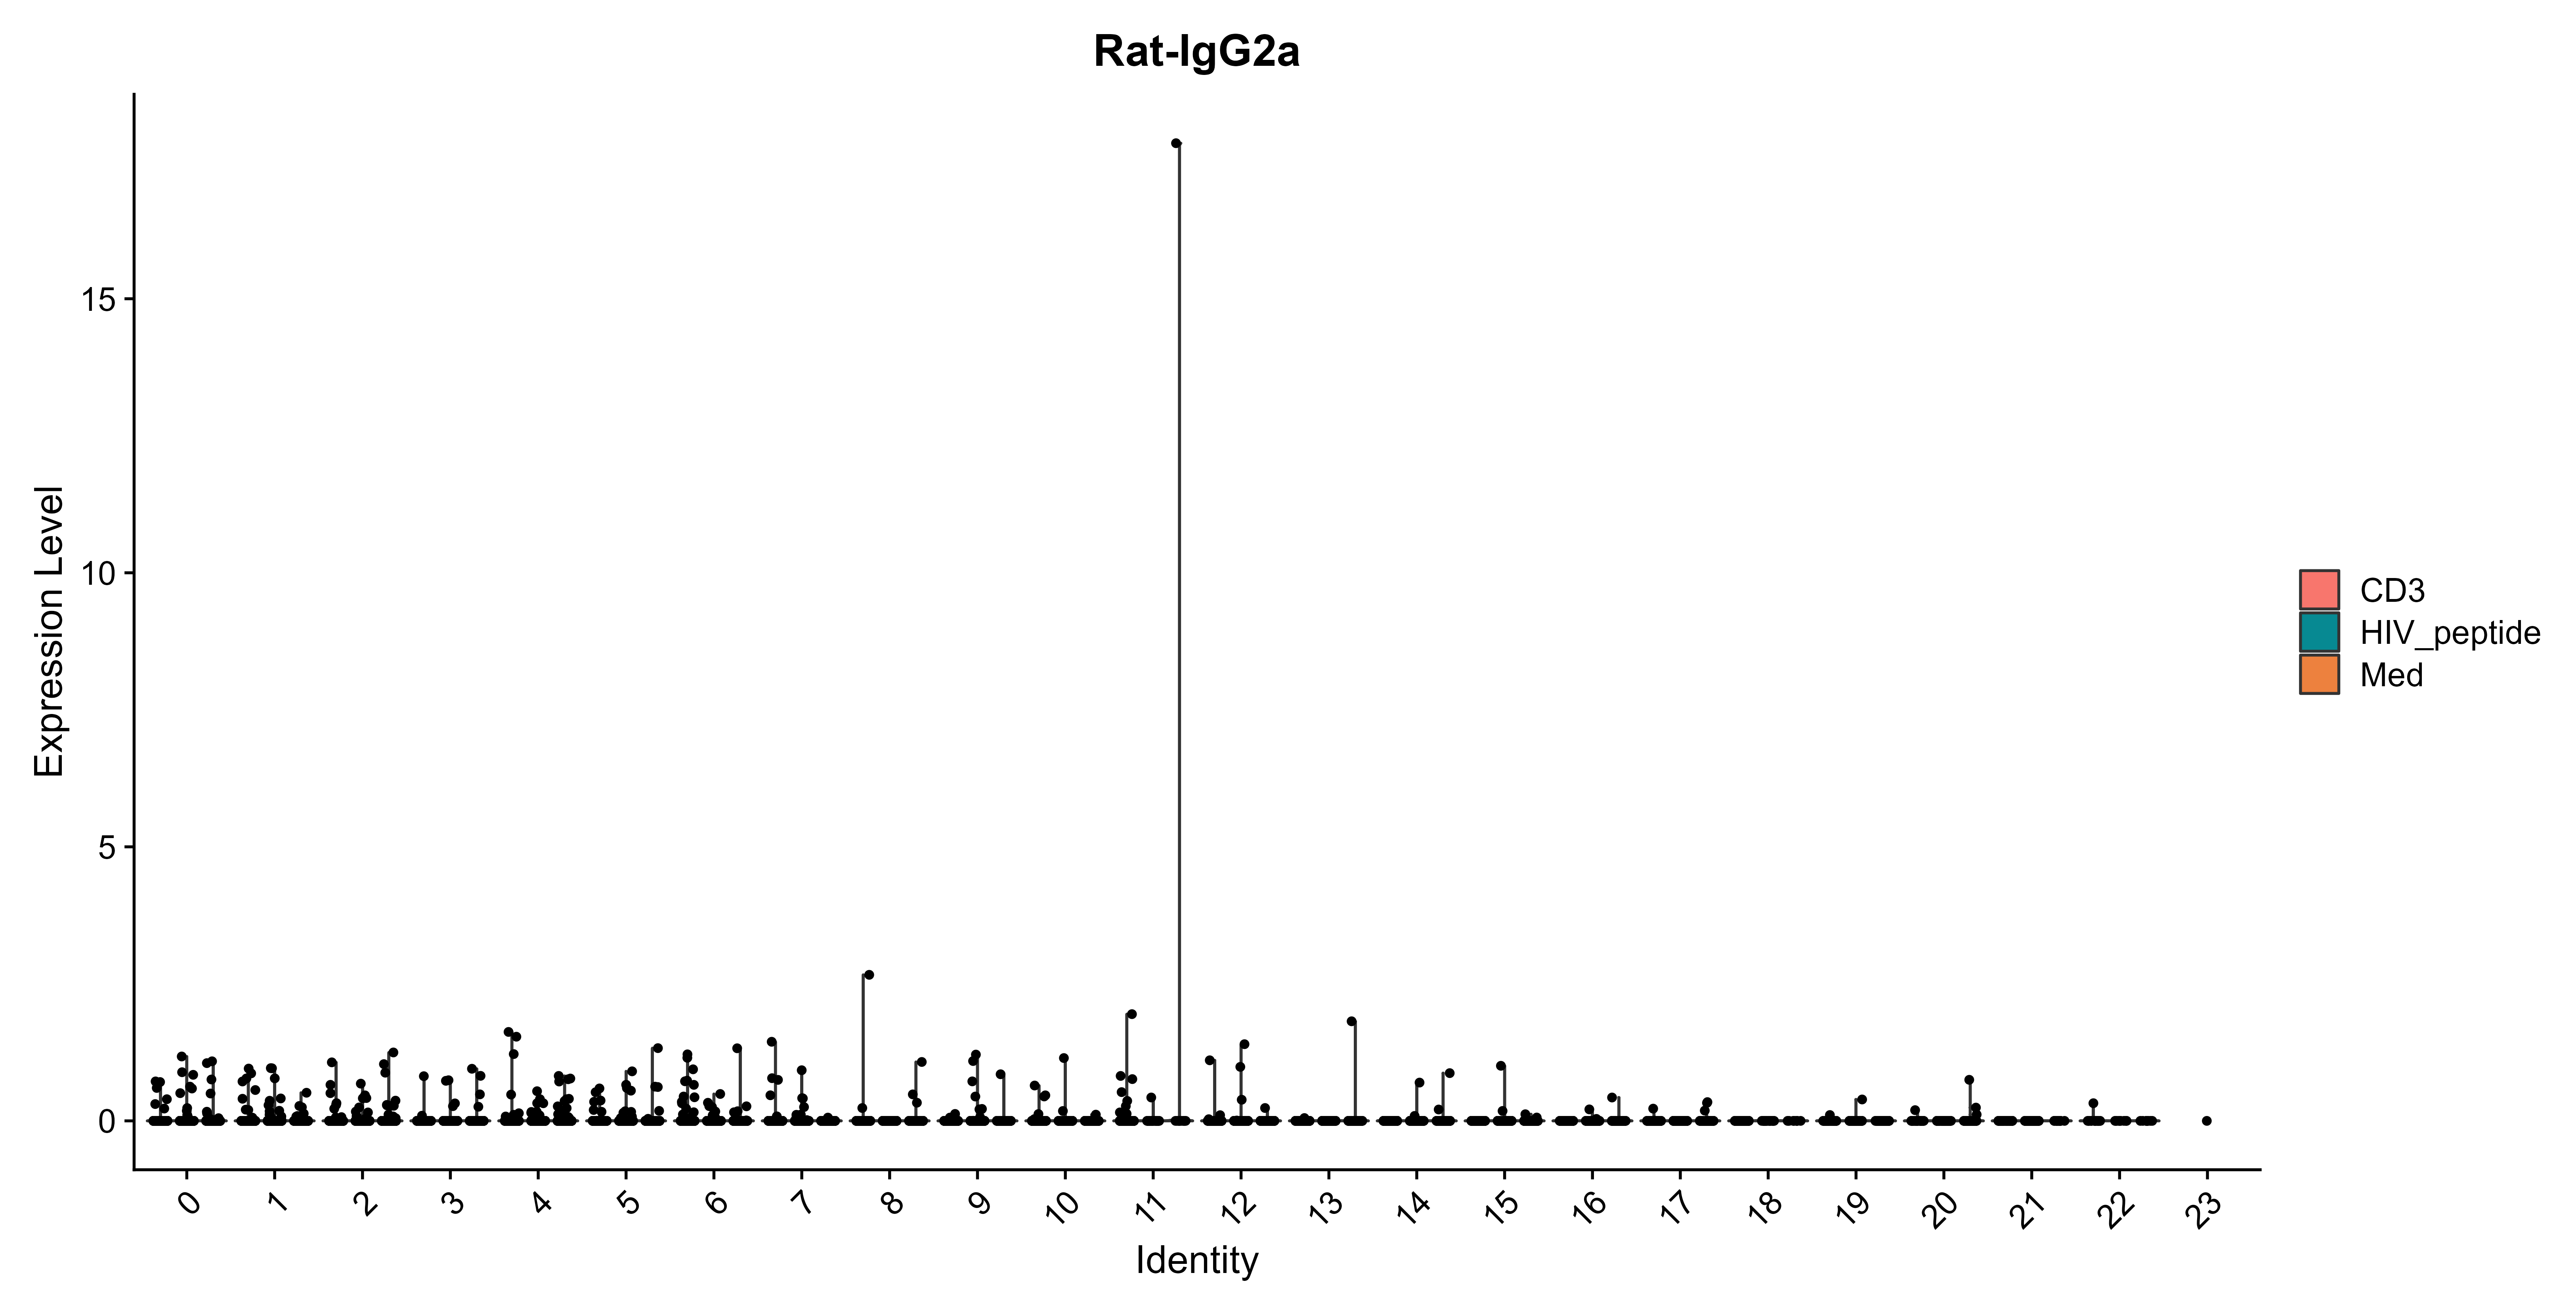 Rat-IgG2a
Expression Level
15
10
5
0
0 1 2 3 4 5 6 7 8 9 10 11 12 13 14 15 16 17 18 19 20 21 22 23
Identity
CD3
HIV_peptide
Med